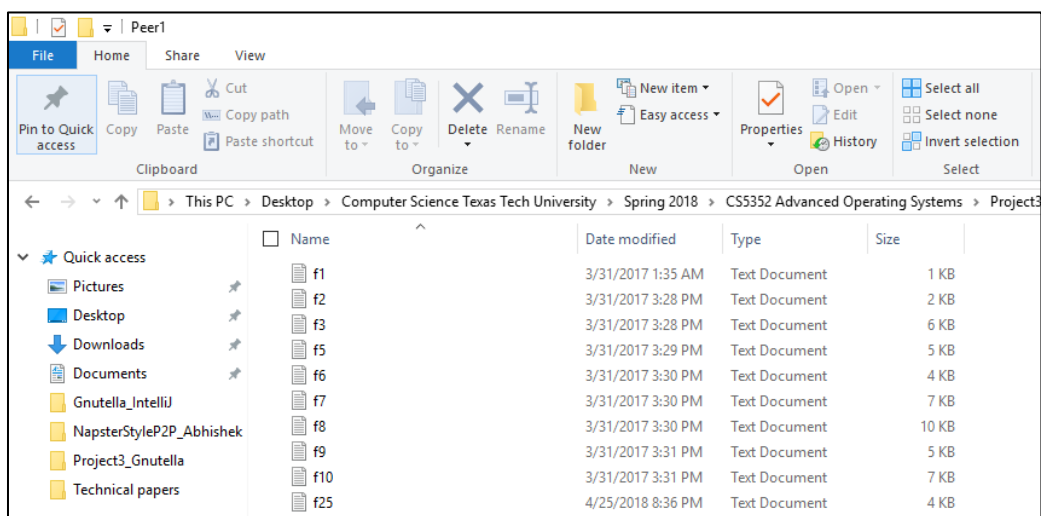 Peer1
File Home Share View
Pin to Quick access
Copy
Paste
Cut
Copy path
Paste shortcut
Move to
Copy to
Delete
Rename
New folder
New item
Easy access
Properties
Open
Edit
History
Select all
Select none
Invert selection
Clipboard Organize New Open Select
This PC > Desktop > Computer Science Texas Tech University > Spring 2018 > CS5352 Advanced Operating Systems > Project3
Name Date modified Type Size
Quick access
Pictures
Desktop
Downloads
Documents
Gnutella_IntelliJ
NapsterStyleP2P_Abhishek
Project3_Gnutella
Technical papers
f1 3/31/2017 1:35 AM Text Document 1 KB
f2 3/31/2017 3:28 PM Text Document 2 KB
f3 3/31/2017 3:28 PM Text Document 6 KB
f5 3/31/2017 3:29 PM Text Document 5 KB
f6 3/31/2017 3:30 PM Text Document 4 KB
f7 3/31/2017 3:30 PM Text Document 7 KB
f8 3/31/2017 3:30 PM Text Document 10 KB
f9 3/31/2017 3:31 PM Text Document 5 KB
f10 3/31/2017 3:31 PM Text Document 7 KB
f25 4/25/2018 8:36 PM Text Document 4 KB